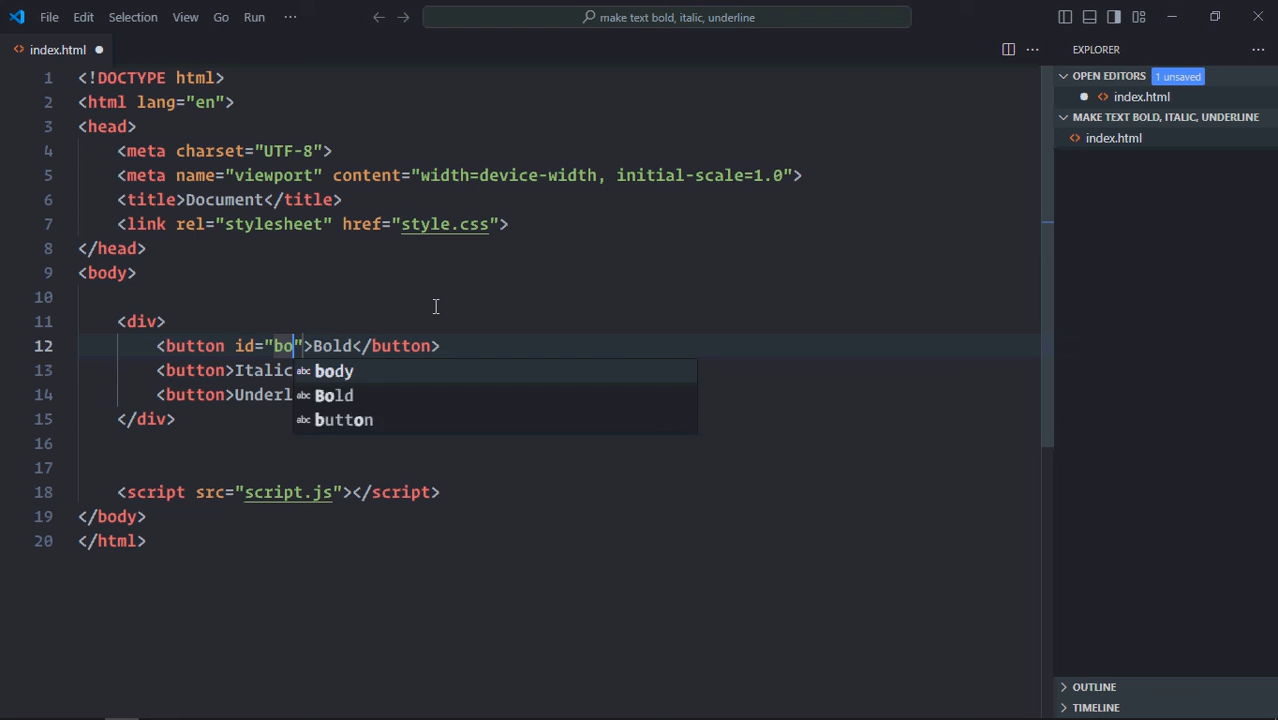 File Edit Selection View Go Run ···
make text bold, italic, underline
index.html
EXPLORER
OPEN EDITORS 1 unsaved
index.html
MAKE TEXT BOLD, ITALIC, UNDERLINE
index.html
1 <!DOCTYPE html>
2 <html lang="en">
3 <head>
4 <meta charset="UTF-8">
5 <meta name="viewport" content="width=device-width, initial-scale=1.0">
6 <title>Document</title>
7 <link rel="stylesheet" href="style.css">
8 </head>
9 <body>
10
11 <div>
12 <button id="bo">Bold</button>
13 <button>Italic
14 <button>Underl
abc body
abc Bold
abc button
15 </div>
16
17
18 <script src="script.js"></script>
19 </body>
20 </html>
OUTLINE
TIMELINE